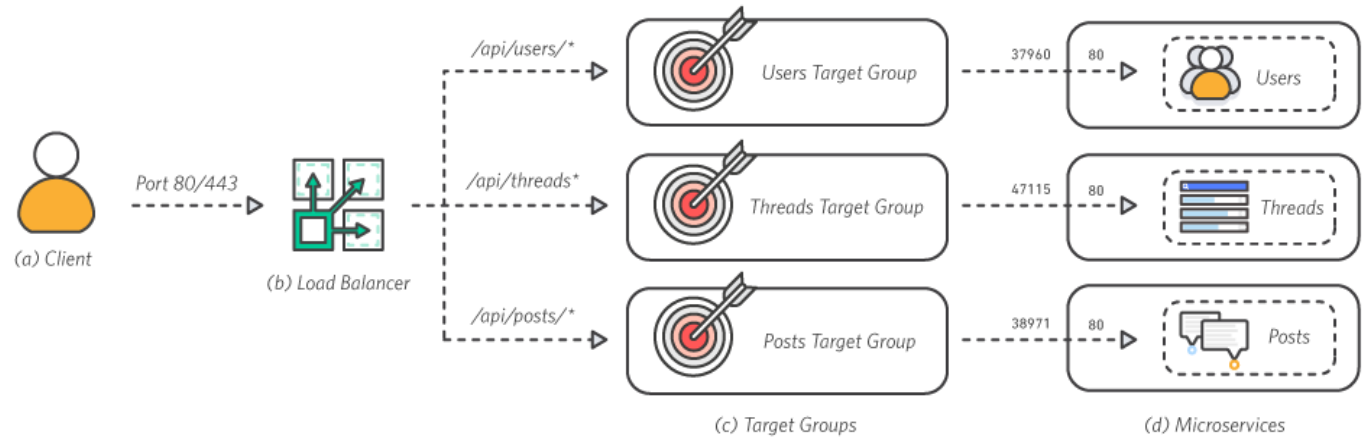 /api/users/*
Users Target Group
37960
80
Users
Port 80/443
/api/threads*
Threads Target Group
47115
80
Threads
(a) Client
(b) Load Balancer
/api/posts/*
Posts Target Group
38971
80
Posts
(c) Target Groups
(d) Microservices